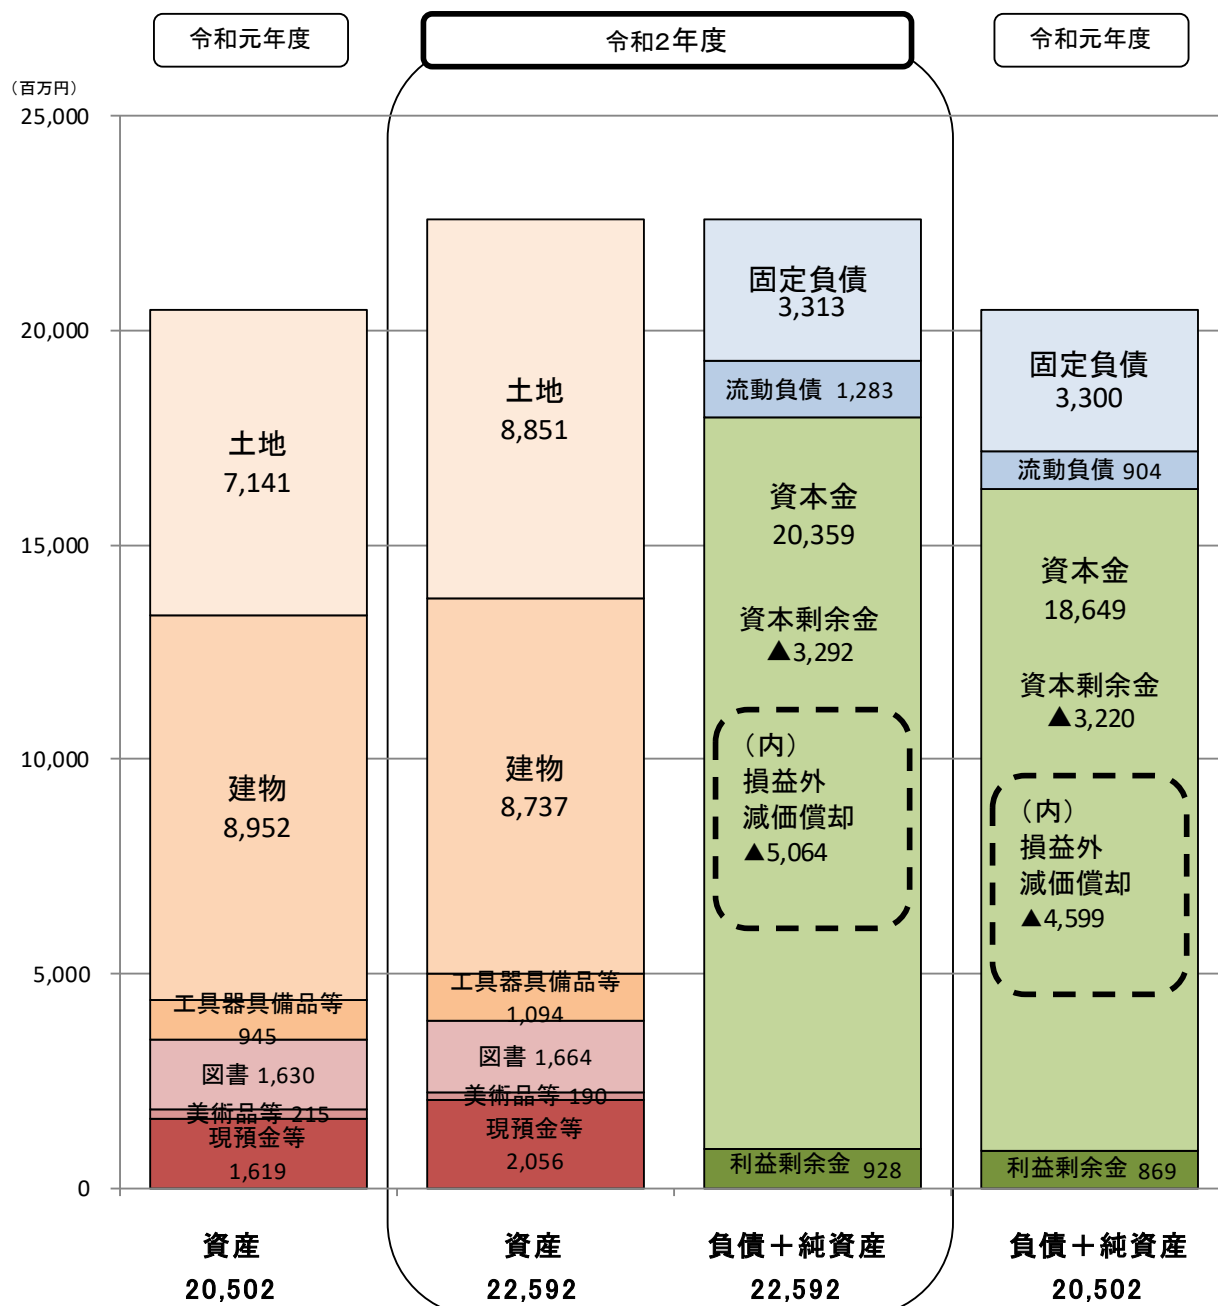 令和元年度
令和２年度
令和元年度
（百万円）
25,000
20,000
15,000
10,000
5,000
0
土地
7,141
建物
8,952
工具器具備品等
945
図書 1,630
美術品等 215
現預金等
1,619
土地
8,851
建物
8,737
工具器具備品等
1,094
図書 1,664
美術品等 190
現預金等
2,056
固定負債
3,313
流動負債 1,283
資本金
20,359
資本剰余金
▲3,292
（内）
損益外
減価償却
▲5,064
利益剰余金 928
固定負債
3,300
流動負債 904
資本金
18,649
資本剰余金
▲3,220
（内）
損益外
減価償却
▲4,599
利益剰余金 869
資産
20,502
資産
22,592
負債＋純資産
22,592
負債＋純資産
20,502